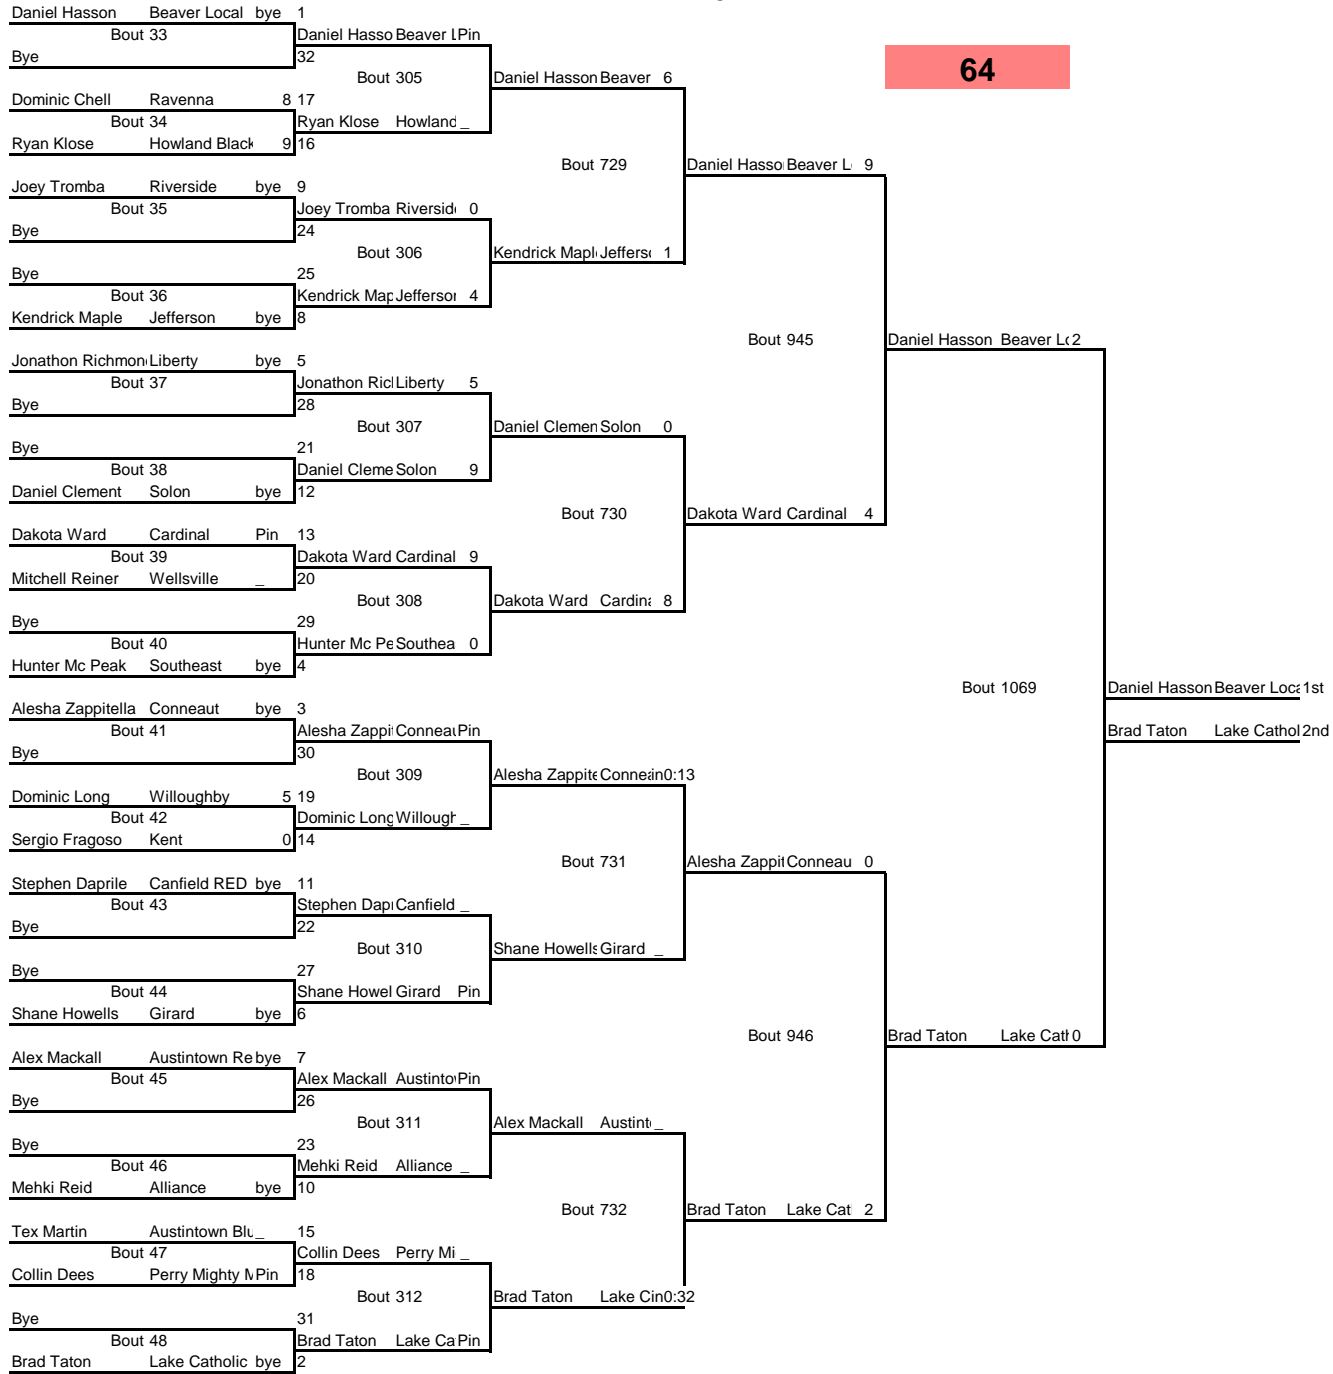 Daniel Hasson Beaver Local bye 1
Bout 33 Daniel Hasso Beaver L Pin
Bye 32
Bout 305 Daniel Hasson Beaver 6
64
Dominic Chell Ravenna 8 17
Bout 34 Ryan Klose Howland _
Ryan Klose Howland Black 9 16
Bout 729 Daniel Hasso Beaver L 9
Joey Tromba Riverside bye 9
Bout 35 Joey Tromba Riversid 0
Bye 24
Bout 306 Kendrick Mapl Jeffers 1
Bye 25
Bout 36 Kendrick Map Jefferson 4
Kendrick Maple Jefferson bye 8
Bout 945 Daniel Hasson Beaver Lo 2
Jonathon Richmon Liberty bye 5
Bout 37 Jonathon Ric Liberty 5
Bye 28
Bout 307 Daniel Clemen Solon 0
Bye 21
Bout 38 Daniel Cleme Solon 9
Daniel Clement Solon bye 12
Bout 730 Dakota Ward Cardinal 4
Dakota Ward Cardinal Pin 13
Bout 39 Dakota Ward Cardinal 9
Mitchell Reiner Wellsville _ 20
Bout 308 Dakota Ward Cardina 8
Bye 29
Bout 40 Hunter Mc Pe Southea 0
Hunter Mc Peak Southeast bye 4
Bout 1069 Daniel Hasson Beaver Loca 1st
Alesha Zappitella Conneaut bye 3
Bout 41 Alesha Zappi Conneau Pin
Brad Taton Lake Cathol 2nd
Bye 30
Bout 309 Alesha Zappite Conne in 0:13
Dominic Long Willoughby 5 19
Bout 42 Dominic Long Willough _
Sergio Fragoso Kent 0 14
Bout 731 Alesha Zappit Conneau 0
Stephen Daprile Canfield RED bye 11
Bout 43 Stephen Dapr Canfield _
Bye 22
Bout 310 Shane Howells Girard _
Bye 27
Bout 44 Shane Howel Girard Pin
Shane Howells Girard bye 6
Bout 946 Brad Taton Lake Cath 0
Alex Mackall Austintown Re bye 7
Bout 45 Alex Mackall Austinto Pin
Bye 26
Bout 311 Alex Mackall Austint _
Bye 23
Bout 46 Mehki Reid Alliance _
Mehki Reid Alliance bye 10
Bout 732 Brad Taton Lake Cat 2
Tex Martin Austintown Blu _ 15
Bout 47 Collin Dees Perry Mi _
Collin Dees Perry Mighty M Pin 18
Bout 312 Brad Taton Lake C in 0:32
Bye 31
Bout 48 Brad Taton Lake Ca Pin
Brad Taton Lake Catholic bye 2